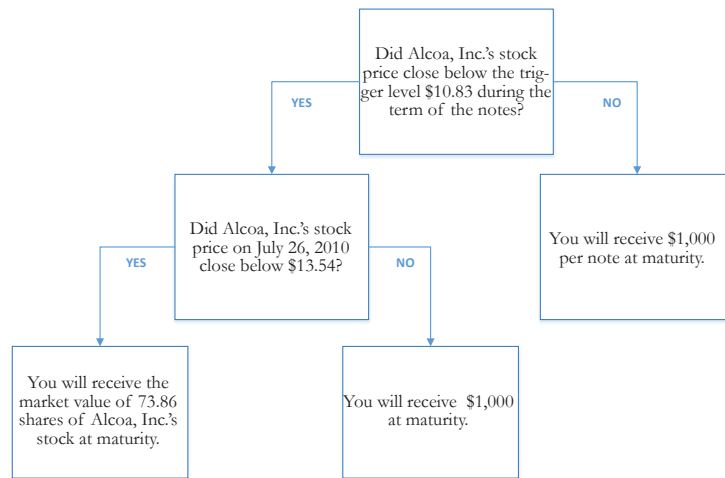 Did Alcoa, Inc.'s stock
price close below the trig-
ger level $10.83 during the
term of the notes?
YES
NO
Did Alcoa, Inc.'s stock
price on July 26, 2010
close below $13.54?
You will receive $1,000
per note at maturity.
YES
NO
You will receive the
market value of 73.86
shares of Alcoa, Inc.'s
stock at maturity.
You will receive $1,000
at maturity.